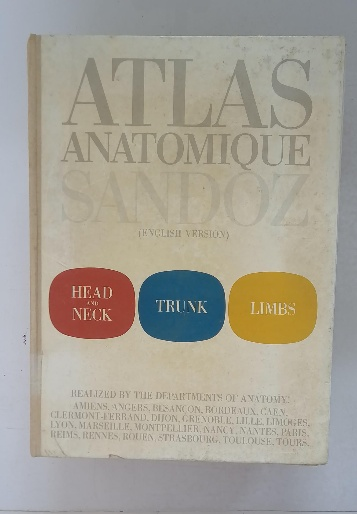 ATLAS
ANATOMIQUE
SANDOZ
(ENGLISH VERSION)
HEAD
AND
NECK
TRUNK
LIMBS
REALIZED BY THE DEPARTMENTS OF ANATOMY:
AMIENS, ANGERS, BESANÇON, BORDEAUX, CAEN,
CLERMONT-FERRAND, DIJON, GRENOBLE, LILLE, LIMOGES,
LYON, MARSEILLE, MONTPELLIER, NANCY, NANTES, PARIS,
REIMS, RENNES, ROUEN, STRASBOURG, TOULOUSE, TOURS.